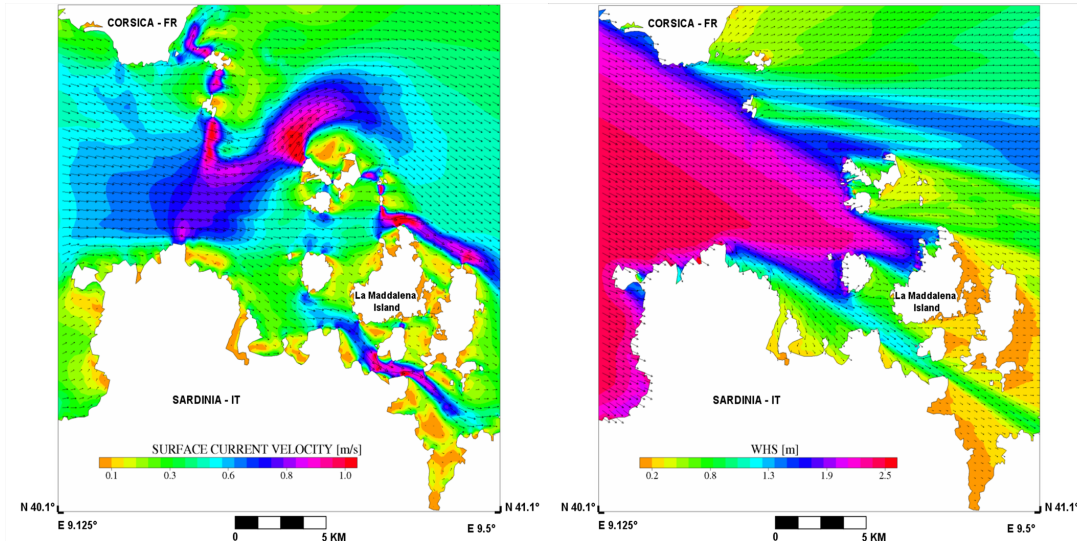 CORSICA - FR
La Maddalena
Island
SARDINIA - IT
SURFACE CURRENT VELOCITY [m/s]
0.1 0.3 0.6 0.8 1.0
N 40.1° N 41.1°
E 9.125° E 9.5°
0 5 KM
CORSICA - FR
La Maddalena
Island
SARDINIA - IT
WHS [m]
0.2 0.8 1.3 1.9 2.5
N 40.1° N 41.1°
E 9.125° E 9.5°
0 5 KM